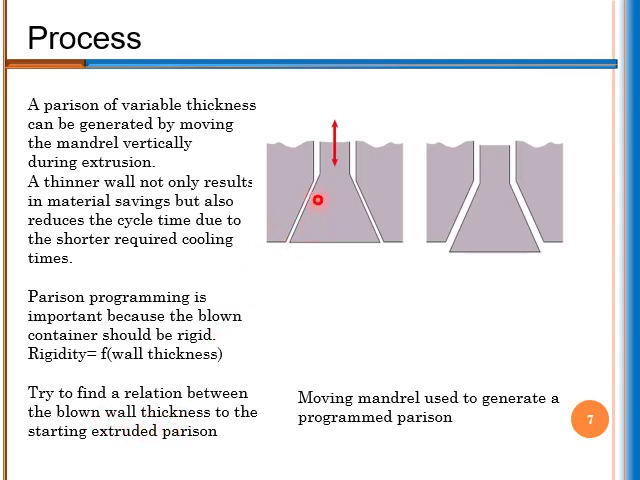 Process
A parison of variable thickness
can be generated by moving
the mandrel vertically
during extrusion.
A thinner wall not only results
in material savings but also
reduces the cycle time due to
the shorter required cooling
times.
Parison programming is
important because the blown
container should be rigid.
Rigidity= f(wall thickness)
Try to find a relation between
the blown wall thickness to the
starting extruded parison
Moving mandrel used to generate a
programmed parison
7